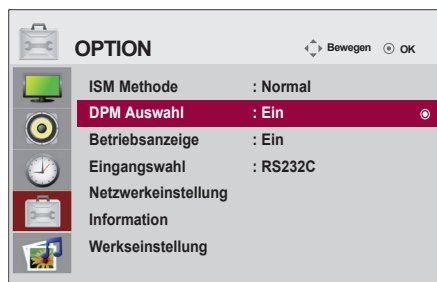 OPTION
Bewegen OK
ISM Methode : Normal
DPM Auswahl : Ein
Betriebsanzeige : Ein
Eingangswahl : RS232C
Netzwerkeinstellung
Information
Werkseinstellung